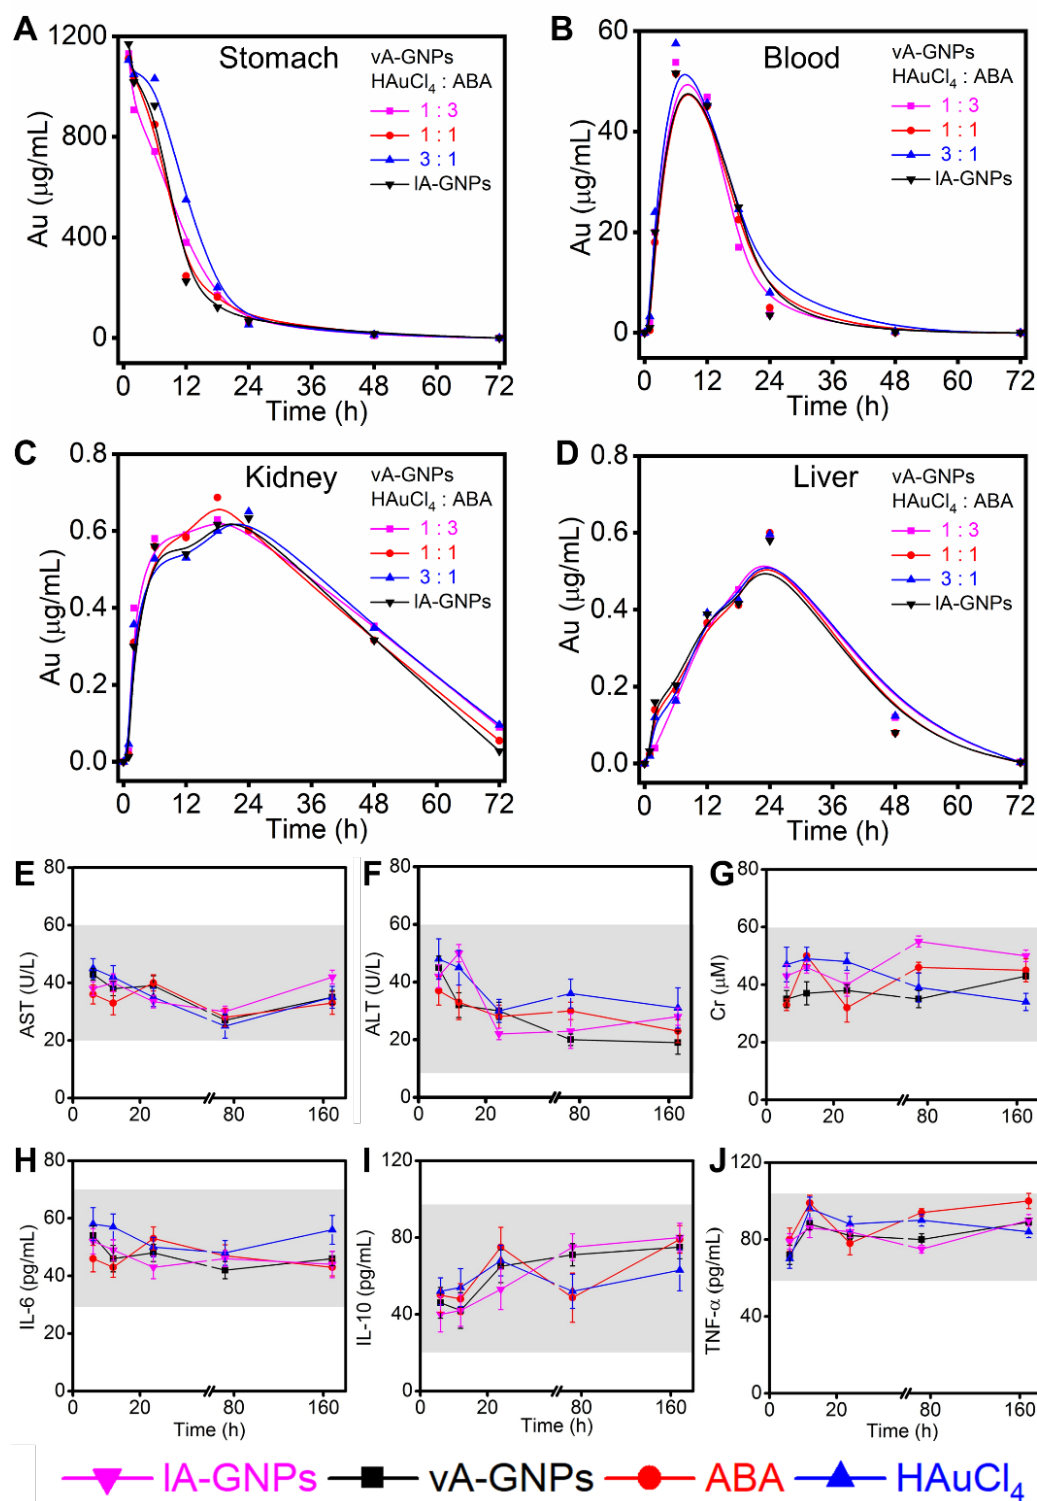 A
Stomach
vA-GNPs
HAuCl4 : ABA
1 : 3
1 : 1
3 : 1
lA-GNPs
Au (μg/mL)
1200
800
400
0
0 12 24 36 48 60 72
Time (h)
B
Blood
vA-GNPs
HAuCl4 : ABA
1 : 3
1 : 1
3 : 1
lA-GNPs
Au (μg/mL)
60
40
20
0
0 12 24 36 48 60 72
Time (h)
C
Kidney
vA-GNPs
HAuCl4 : ABA
1 : 3
1 : 1
3 : 1
lA-GNPs
Au (μg/mL)
0.8
0.6
0.4
0.2
0.0
0 12 24 36 48 60 72
Time (h)
D
Liver
vA-GNPs
HAuCl4 : ABA
1 : 3
1 : 1
3 : 1
lA-GNPs
Au (μg/mL)
0.8
0.6
0.4
0.2
0.0
0 12 24 36 48 60 72
Time (h)
E
AST (U/L)
80
60
40
20
0
0 20 80 160
F
ALT (U/L)
80
60
40
20
0
0 20 80 160
G
Cr (μM)
80
60
40
20
0
0 20 80 160
H
IL-6 (pg/mL)
80
60
40
20
0
0 20 80 160
Time (h)
I
IL-10 (pg/mL)
120
80
40
0
0 20 80 160
Time (h)
J
TNF-α (pg/mL)
120
80
40
0
0 20 80 160
Time (h)
lA-GNPs vA-GNPs ABA HAuCl4